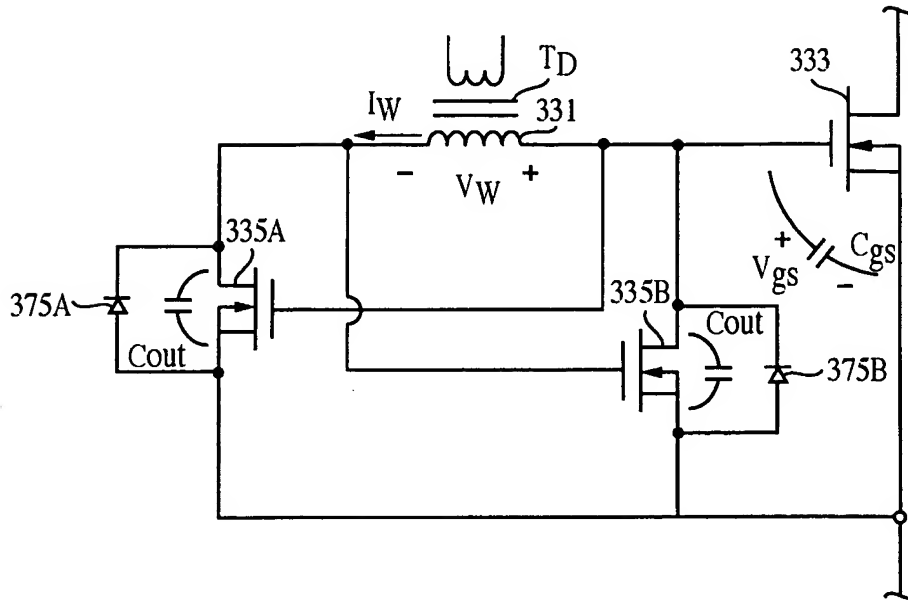 T_D
333
I_W
331
- V_W +
335A
+ V_gs -
C_gs
335B
375A
Cout
Cout
375B